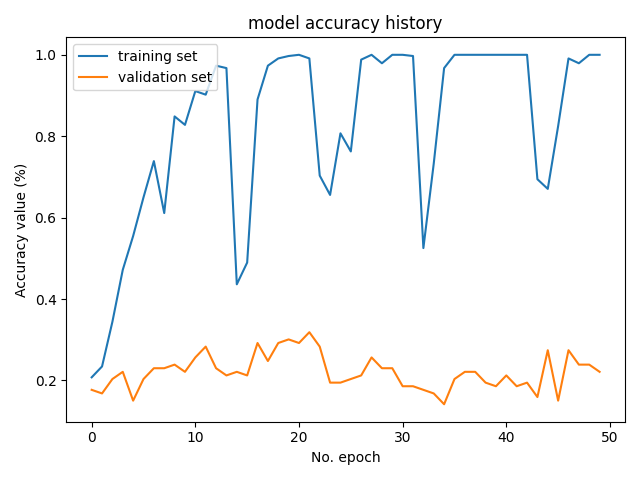 model accuracy history
training set
validation set
Accuracy value (%)
1.0
0.8
0.6
0.4
0.2
0 10 20 30 40 50
No. epoch